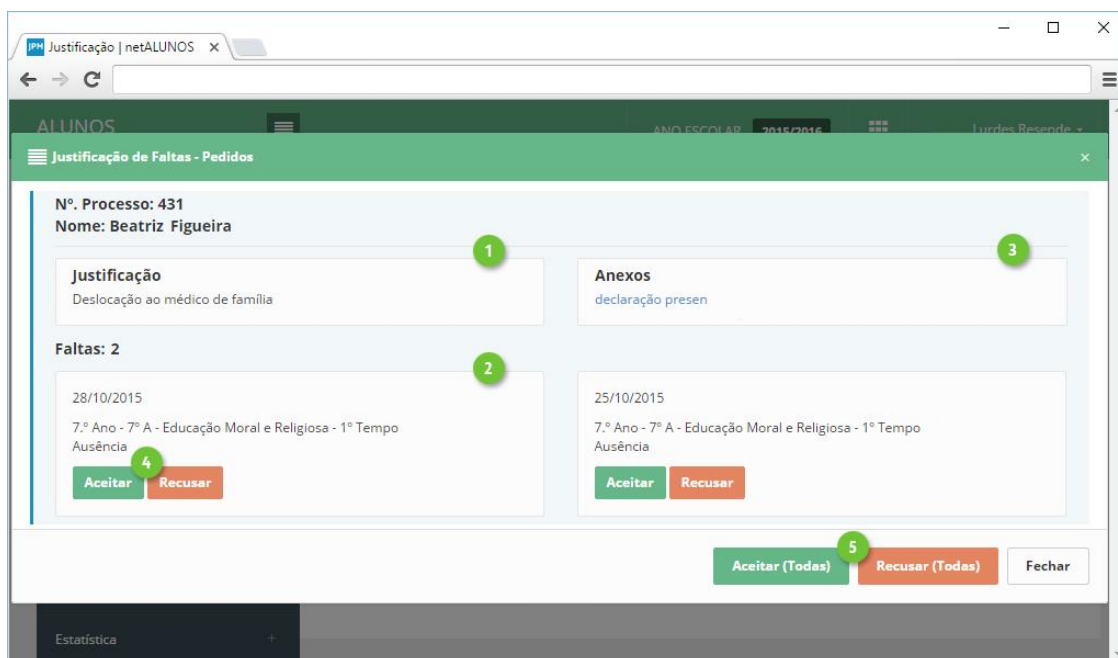 JPM Justificação | netALUNOS
ALUNOS
ANO ESCOLAR 2015/2016 Lurdes Resende
Justificação de Faltas - Pedidos
Nº. Processo: 431
Nome: Beatriz Figueira
1
3
Justificação
Deslocação ao médico de família
Anexos
declaração presen
Faltas: 2
2
28/10/2015
7.º Ano - 7º A - Educação Moral e Religiosa - 1º Tempo
Ausência
4
Aceitar Recusar
25/10/2015
7.º Ano - 7º A - Educação Moral e Religiosa - 1º Tempo
Ausência
Aceitar Recusar
5
Aceitar (Todas) Recusar (Todas) Fechar
Estatística